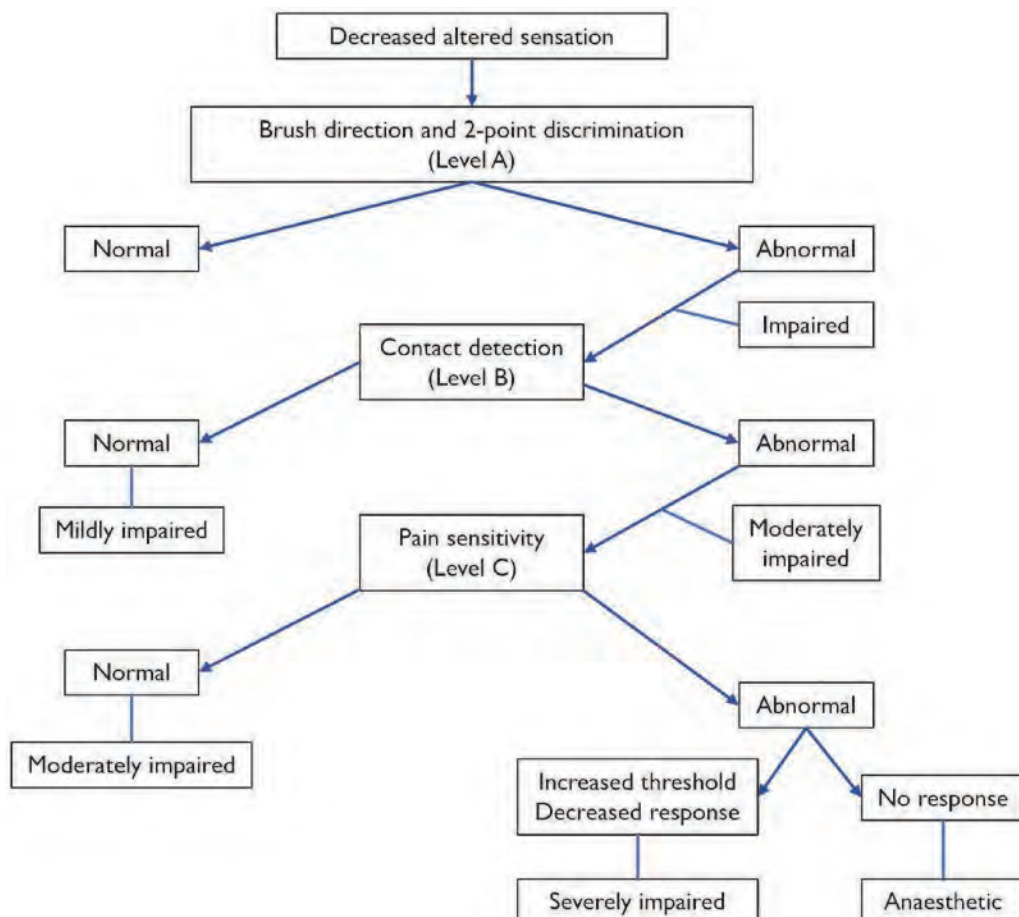 Decreased altered sensation
Brush direction and 2-point discrimination
(Level A)
Normal
Abnormal
Impaired
Contact detection
(Level B)
Normal
Abnormal
Mildly impaired
Moderately
impaired
Pain sensitivity
(Level C)
Normal
Abnormal
Moderately impaired
Increased threshold
Decreased response
No response
Severely impaired
Anaesthetic